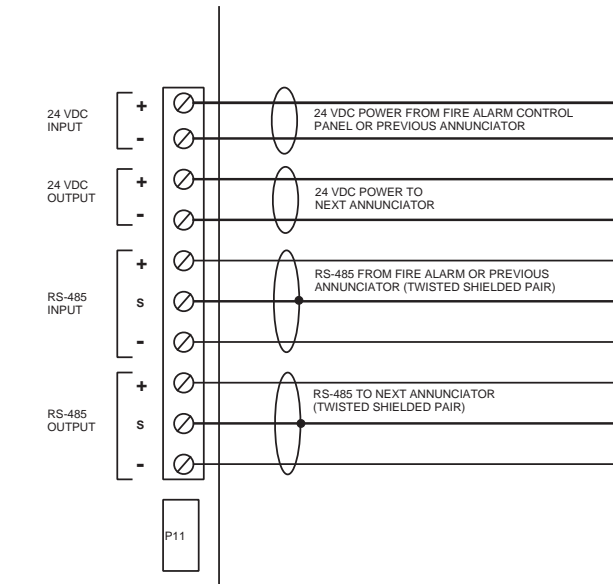 24 VDC
INPUT
+
-
24 VDC POWER FROM FIRE ALARM CONTROL
PANEL OR PREVIOUS ANNUNCIATOR
24 VDC
OUTPUT
+
-
24 VDC POWER TO
NEXT ANNUNCIATOR
RS-485
INPUT
+
s
-
RS-485 FROM FIRE ALARM OR PREVIOUS
ANNUNCIATOR (TWISTED SHIELDED PAIR)
RS-485
OUTPUT
+
s
-
RS-485 TO NEXT ANNUNCIATOR
(TWISTED SHIELDED PAIR)
P11